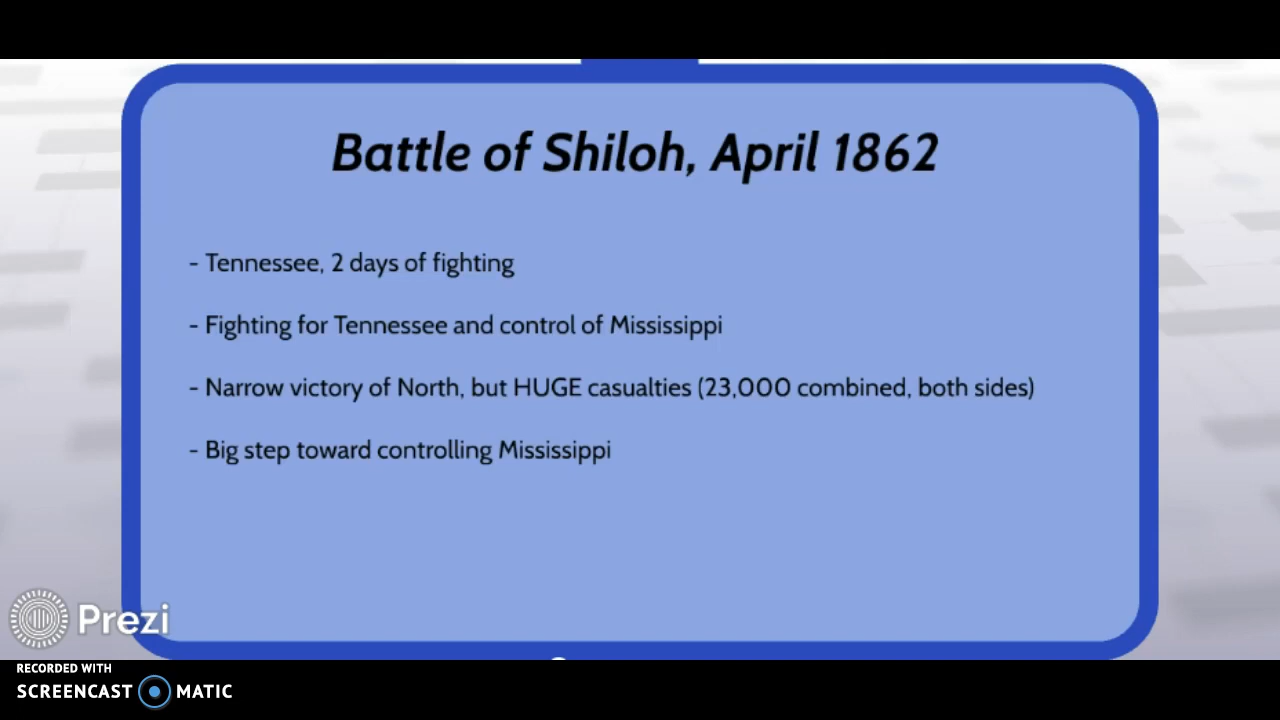 Battle of Shiloh, April 1862
- Tennessee, 2 days of fighting
- Fighting for Tennessee and control of Mississippi
- Narrow victory of North, but HUGE casualties (23,000 combined, both sides)
- Big step toward controlling Mississippi
Prezi
RECORDED WITH
SCREENCAST MATIC